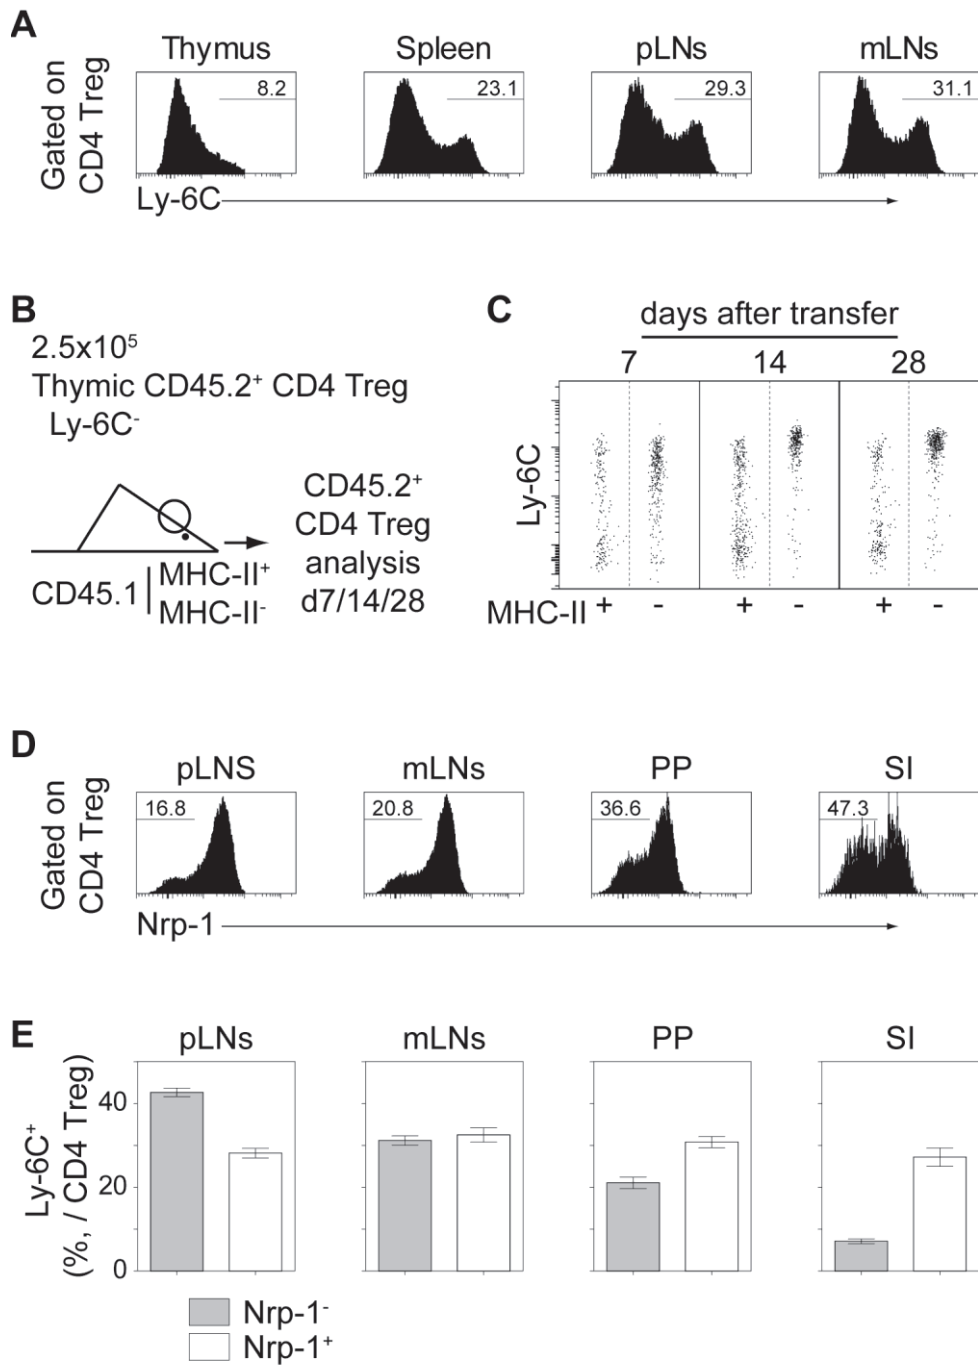 A
Thymus Spleen pLNs mLNs
Gated on
CD4 Treg
8.2 23.1 29.3 31.1
Ly-6C
B
2.5x10⁵
Thymic CD45.2⁺ CD4 Treg
Ly-6C⁻
CD45.1
MHC-II⁺
MHC-II⁻
CD45.2⁺
CD4 Treg
analysis
d7/14/28
C
days after transfer
7 14 28
Ly-6C
MHC-II + - + - + -
D
pLNS mLNs PP SI
Gated on
CD4 Treg
16.8 20.8 36.6 47.3
Nrp-1
E
pLNs mLNs PP SI
Ly-6C⁺
(%, / CD4 Treg)
40
20
0
Nrp-1⁻
Nrp-1⁺